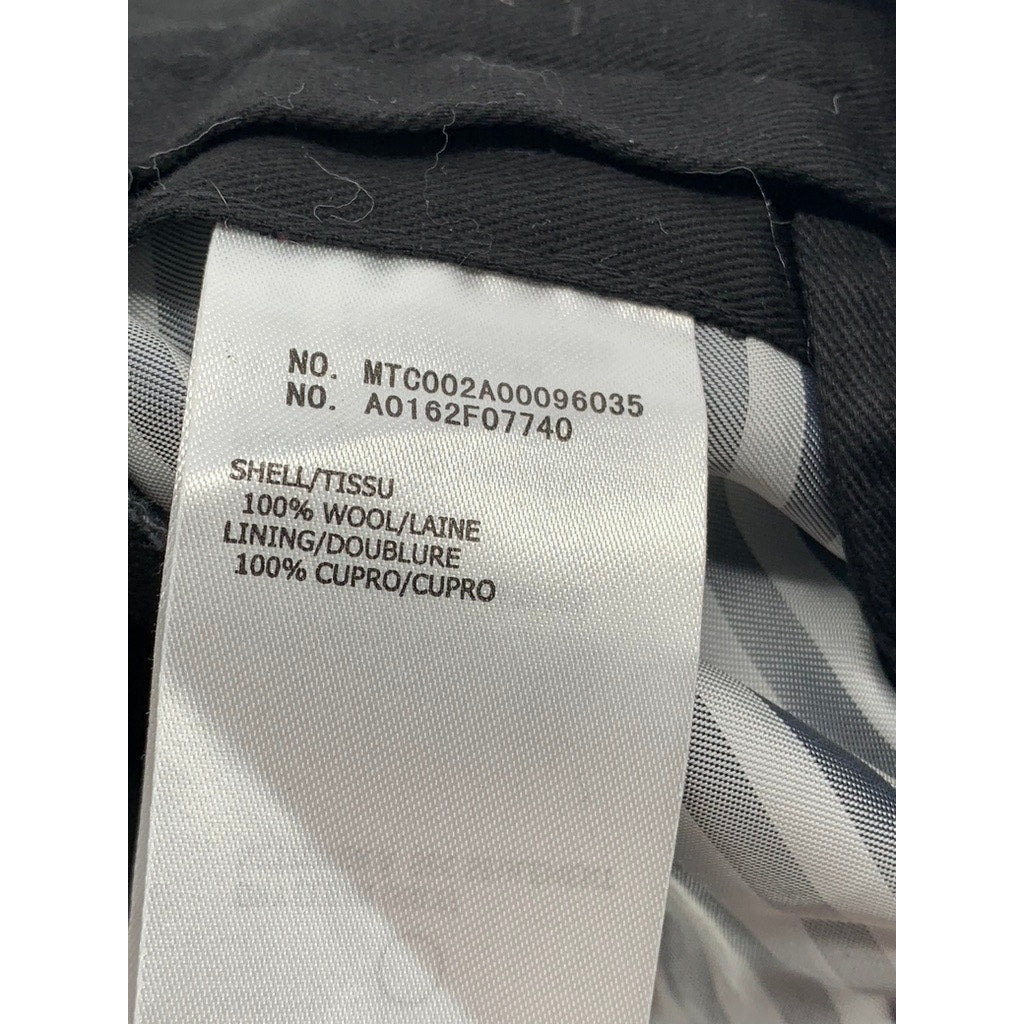 NO. MTC002A00096035
NO. A0162F07740
SHELL/TISSU
100% WOOL/LAINE
LINING/DOUBLURE
100% CUPRO/CUPRO